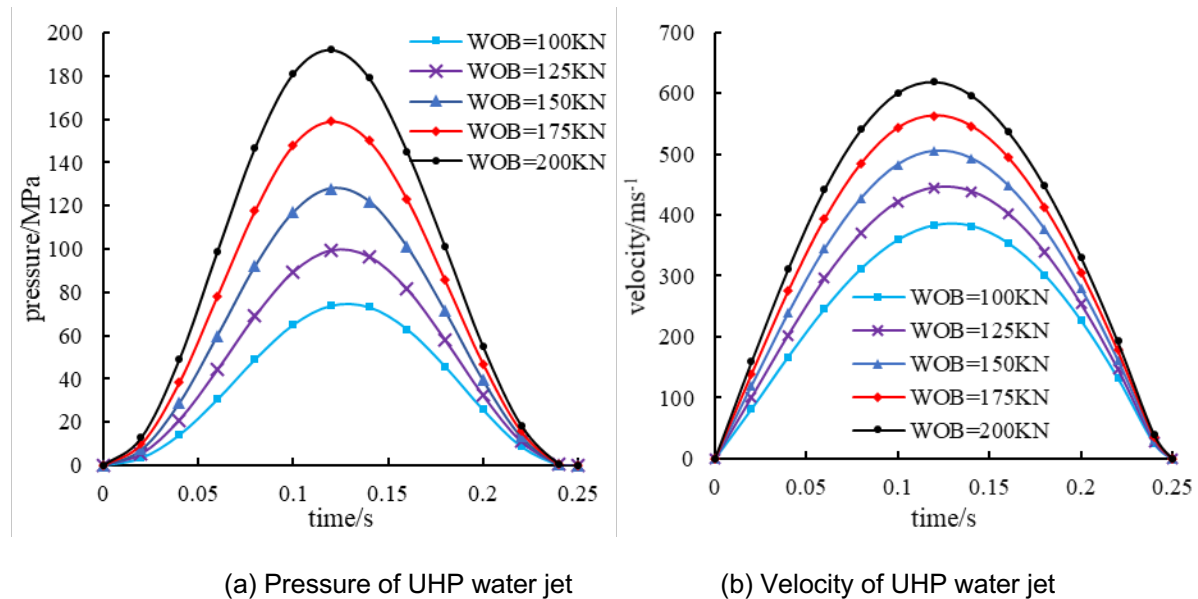 200
180
160
140
120
100
80
60
40
20
0
pressure/MPa
0
0.05
0.1
0.15
0.2
0.25
time/s
WOB=100KN
WOB=125KN
WOB=150KN
WOB=175KN
WOB=200KN
700
600
500
400
300
200
100
0
velocity/ms⁻¹
0
0.05
0.1
0.15
0.2
0.25
time/s
WOB=100KN
WOB=125KN
WOB=150KN
WOB=175KN
WOB=200KN
(a) Pressure of UHP water jet
(b) Velocity of UHP water jet